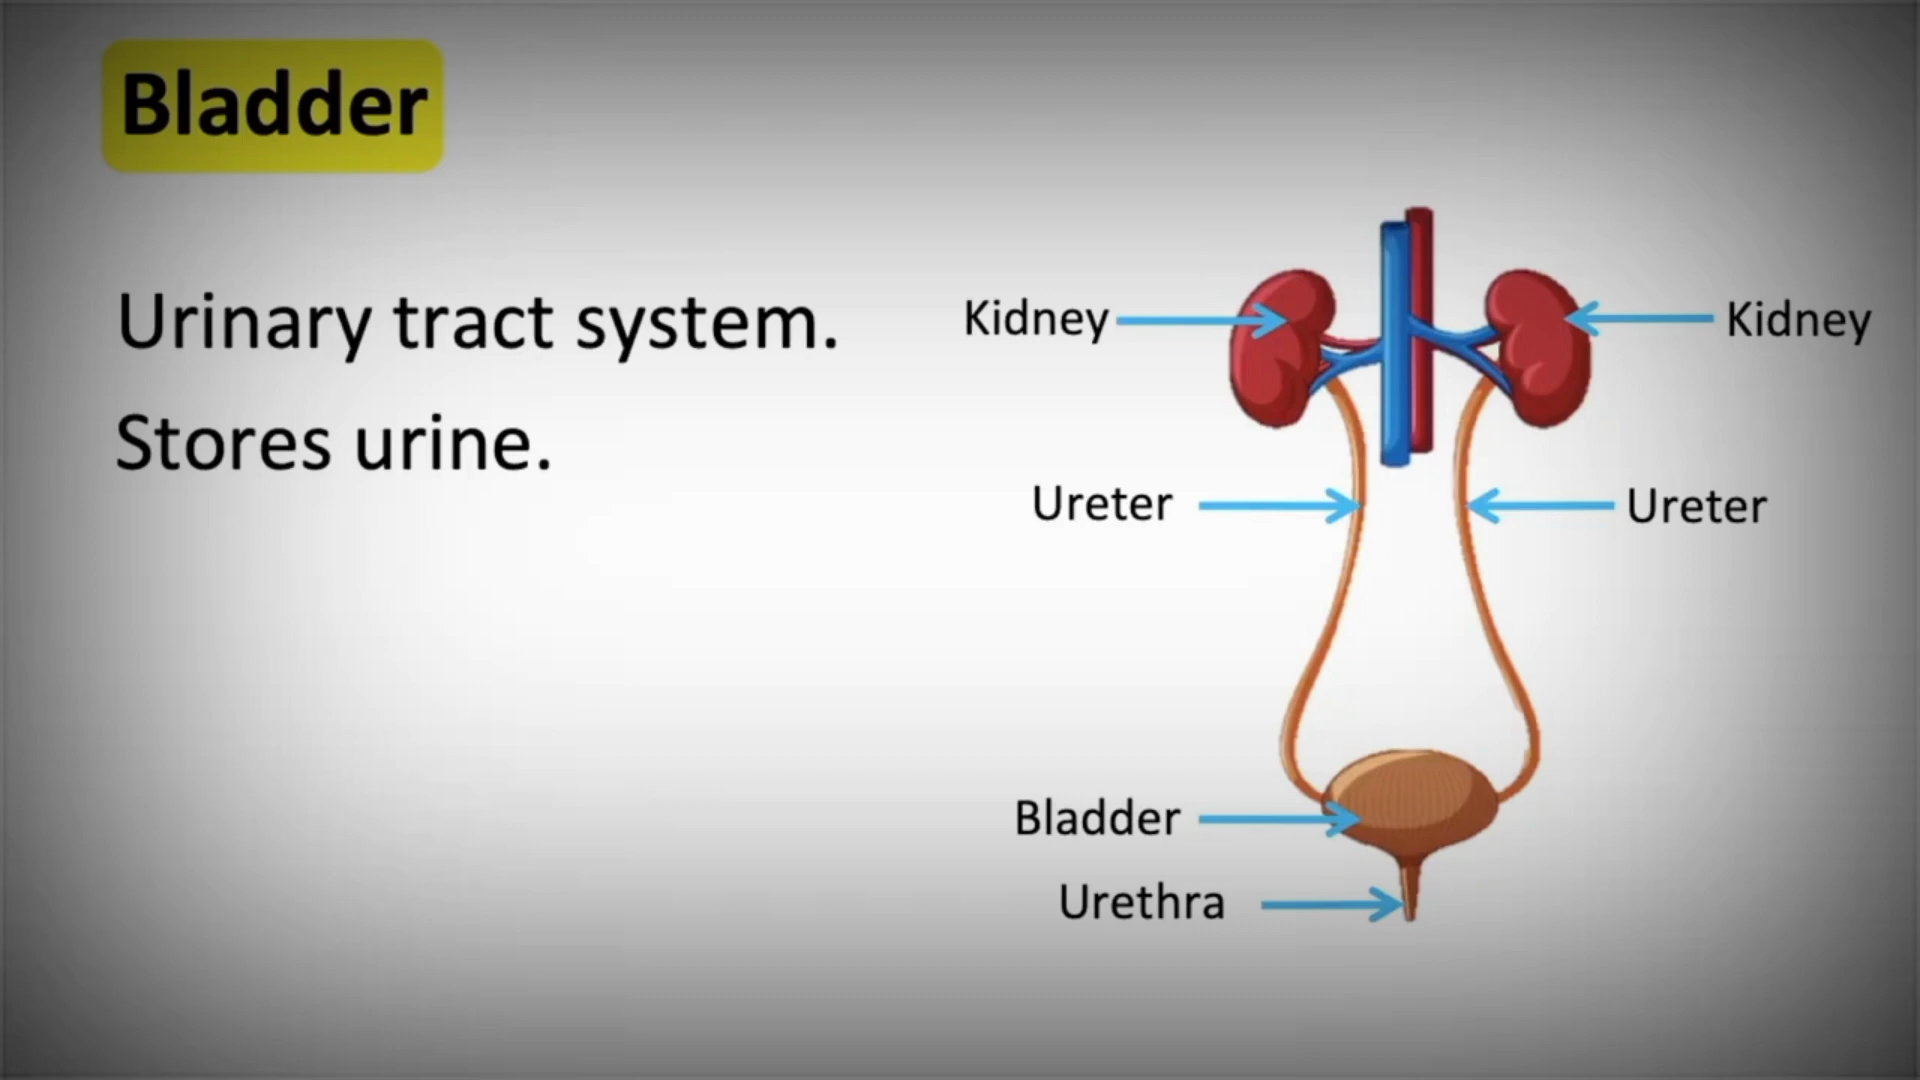 Bladder
Urinary tract system.
Stores urine.
Kidney
Kidney
Ureter
Ureter
Bladder
Urethra